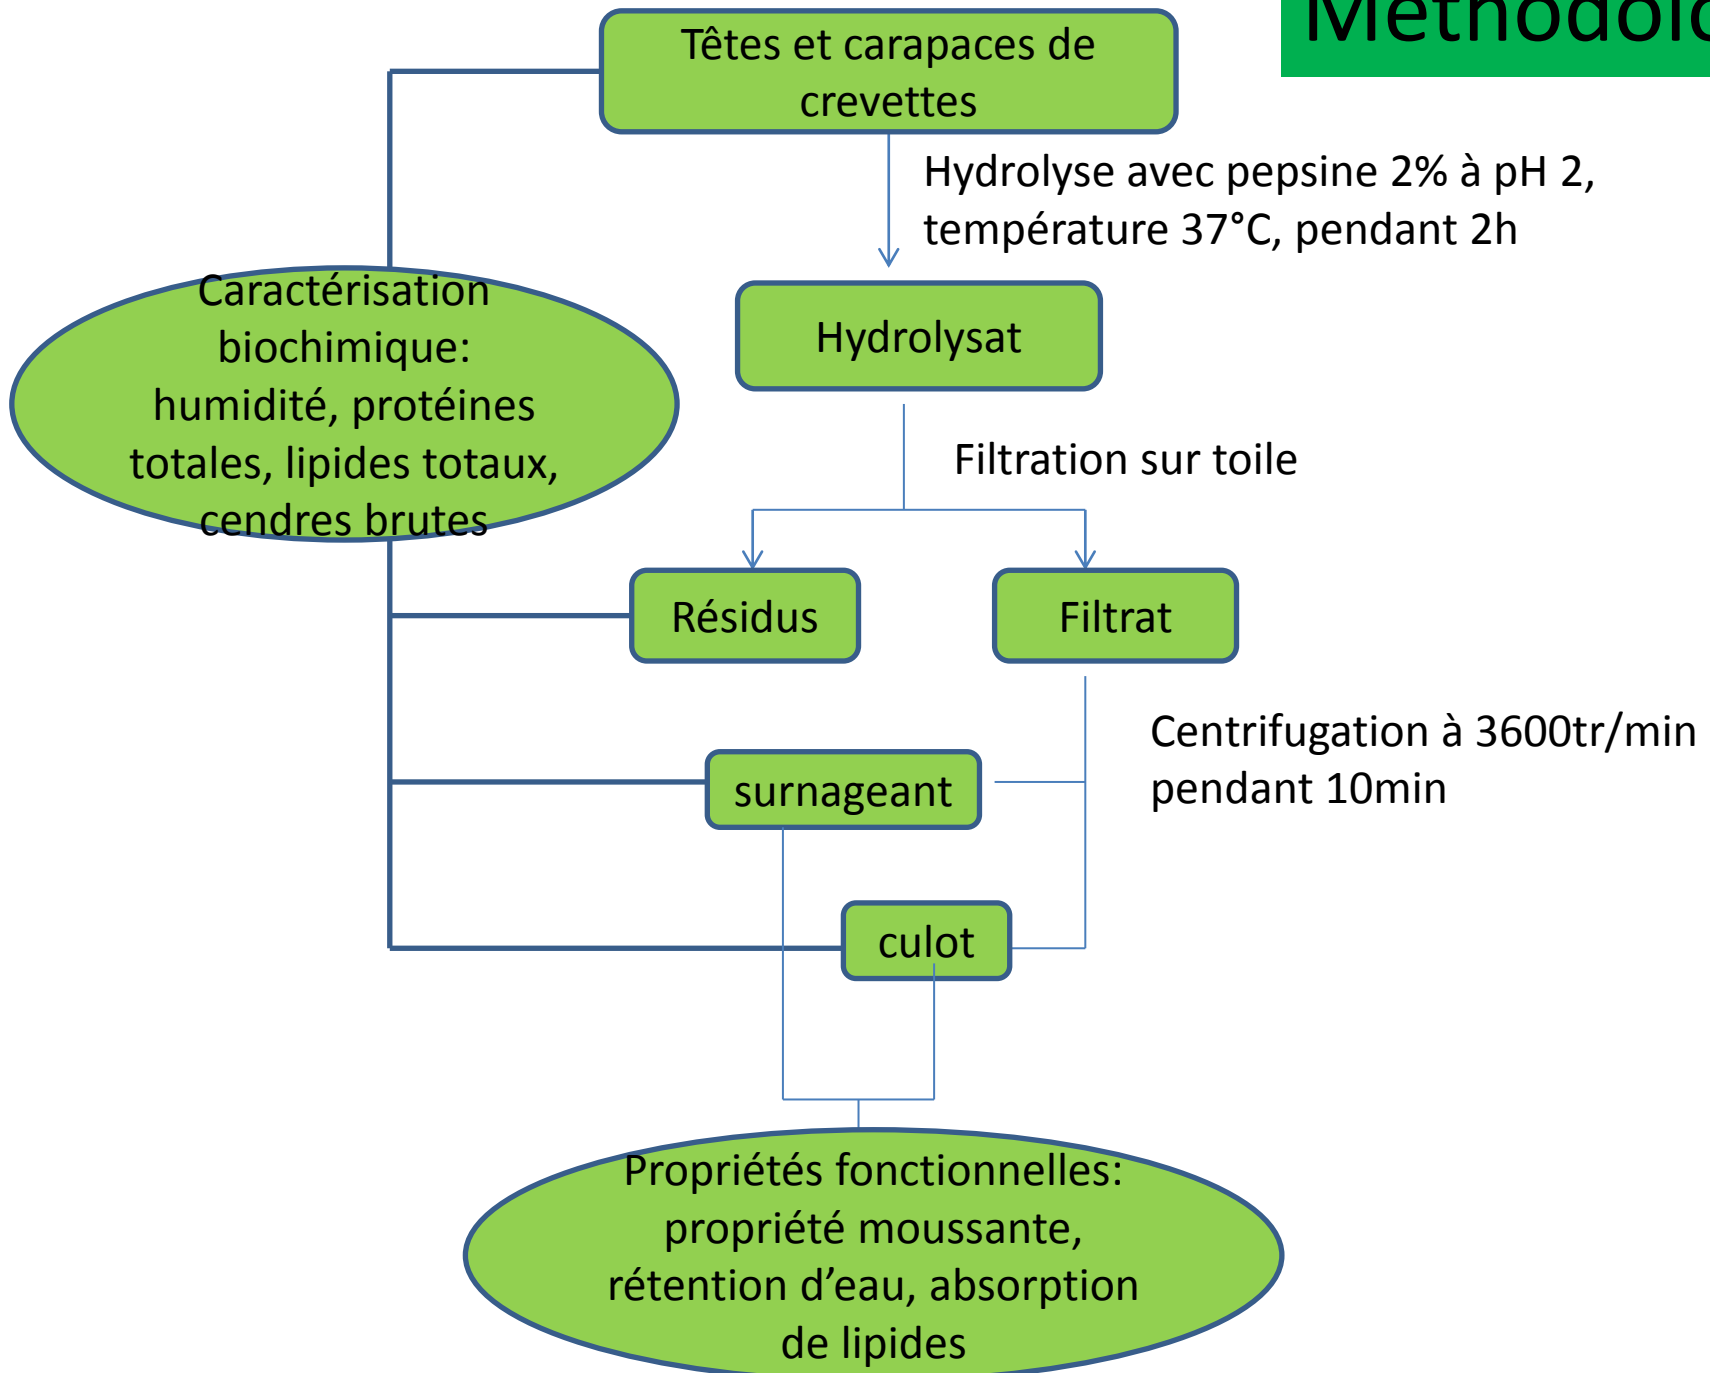 Méthodolo
Têtes et carapaces de
crevettes
Hydrolyse avec pepsine 2% à pH 2,
température 37°C, pendant 2h
Caractérisation
biochimique:
humidité, protéines
totales, lipides totaux,
cendres brutes
Hydrolysat
Filtration sur toile
Résidus
Filtrat
Centrifugation à 3600tr/min
pendant 10min
surnageant
culot
Propriétés fonctionnelles:
propriété moussante,
rétention d’eau, absorption
de lipides